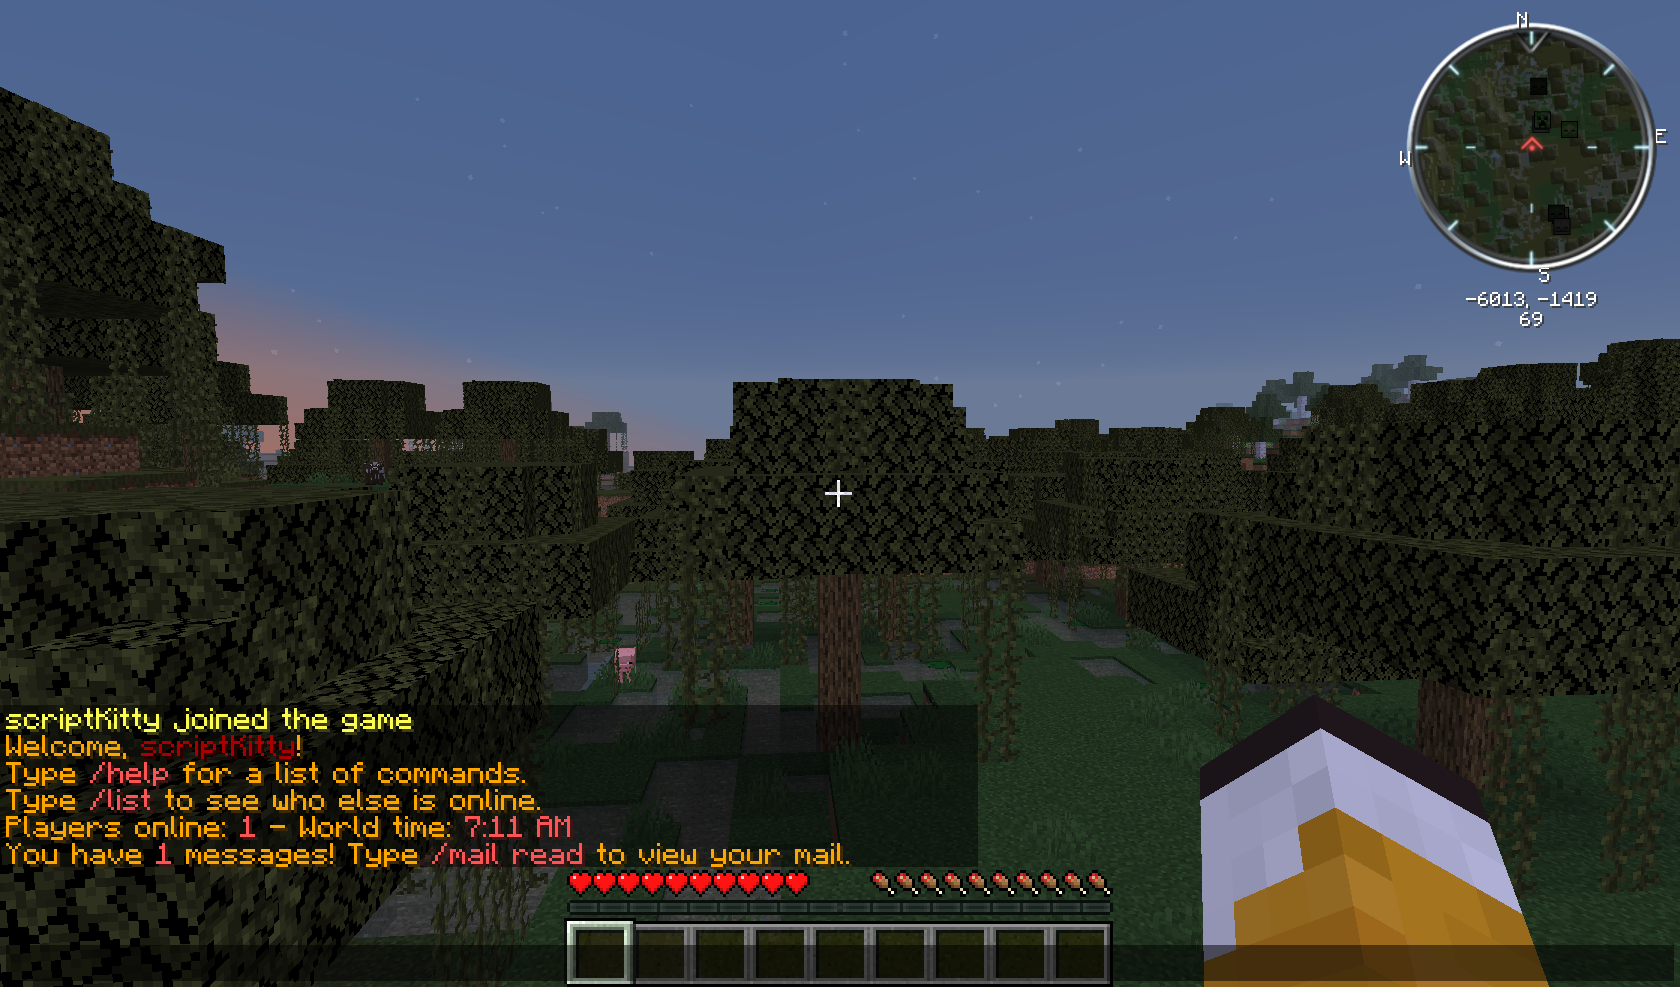 N
E
W
S
-6013, -1419
69
scriptKitty joined the game
Welcome, scriptKitty!
Type /help for a list of commands.
Type /list to see who else is online.
Players online: 1 - World time: 7:11 AM
You have 1 messages! Type /mail read to view your mail.